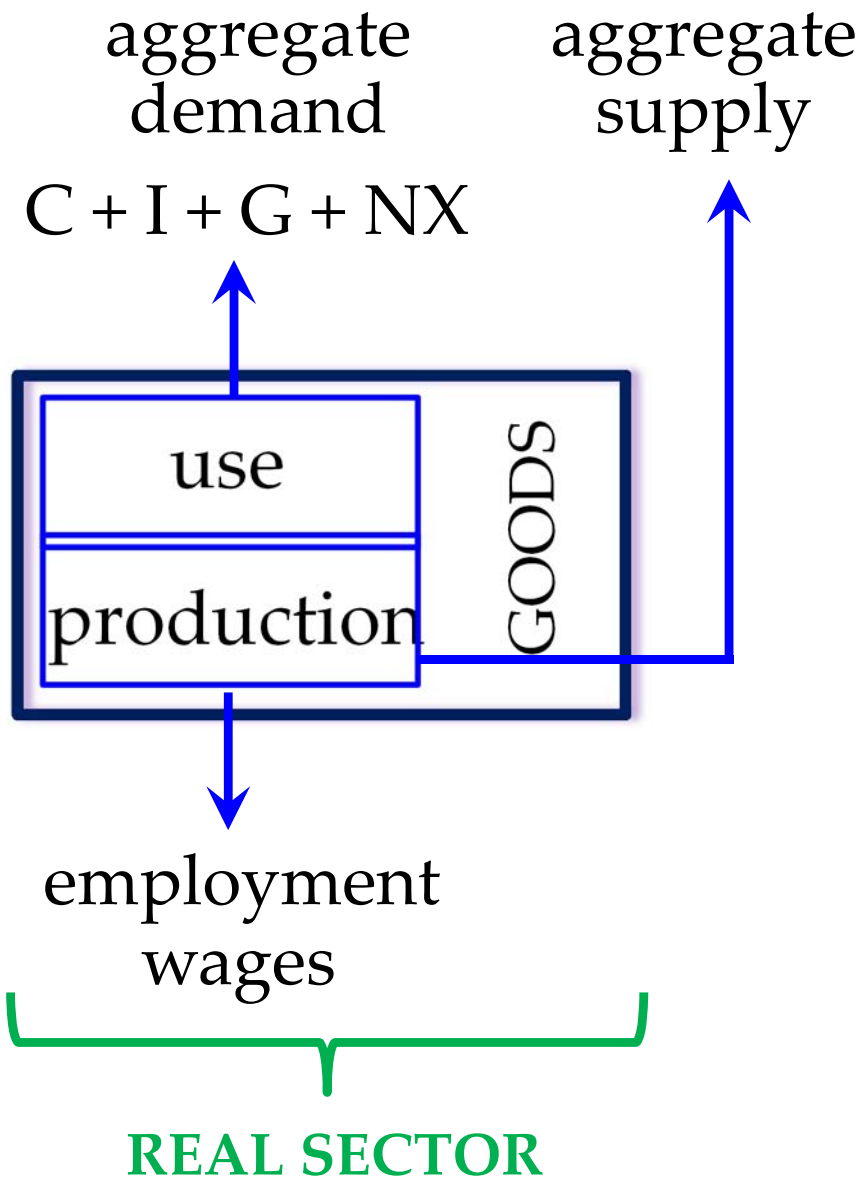 aggregate
demand
C + I + G + NX
aggregate
supply
use
production
GOODS
employment
wages
REAL SECTOR